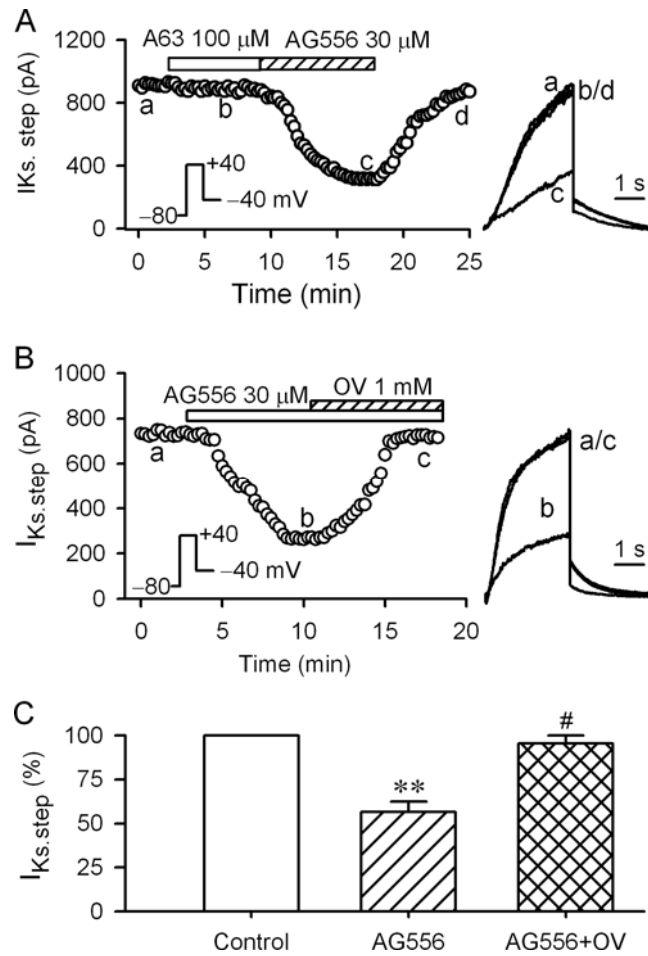 A
A63 100 μM AG556 30 μM
IKs. step (pA)
1200
800
400
0
a
b
c
d
+40
−80
−40 mV
0 5 10 15 20 25
Time (min)
a
b/d
c
1 s
B
AG556 30 μM
OV 1 mM
IKs.step (pA)
1000
800
600
400
200
0
a
b
c
+40
−80
−40 mV
0 5 10 15 20
Time (min)
a/c
b
1 s
C
IKs.step (%)
100
75
50
25
0
**
#
Control AG556 AG556+OV